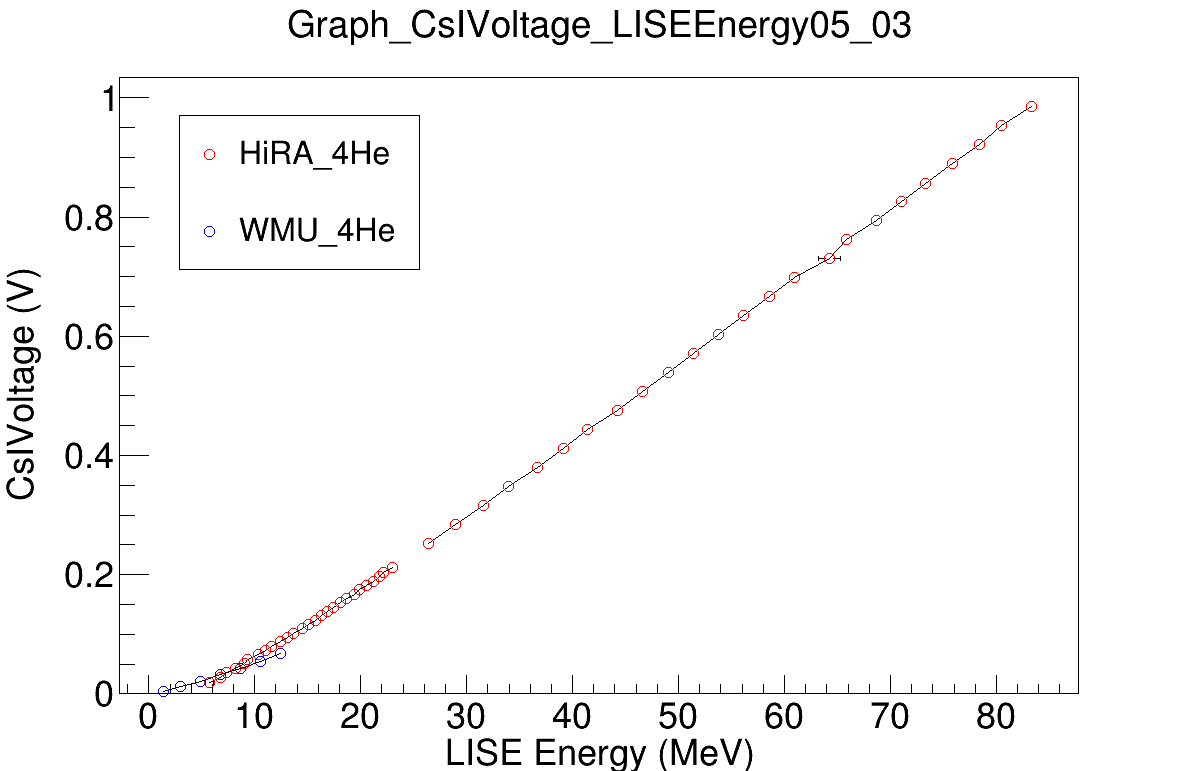 Graph_CsIVoltage_LISEEnergy05_03
HiRA_4He
WMU_4He
CsIVoltage (V)
1
0.8
0.6
0.4
0.2
0
0 10 20 30 40 50 60 70 80
LISE Energy (MeV)